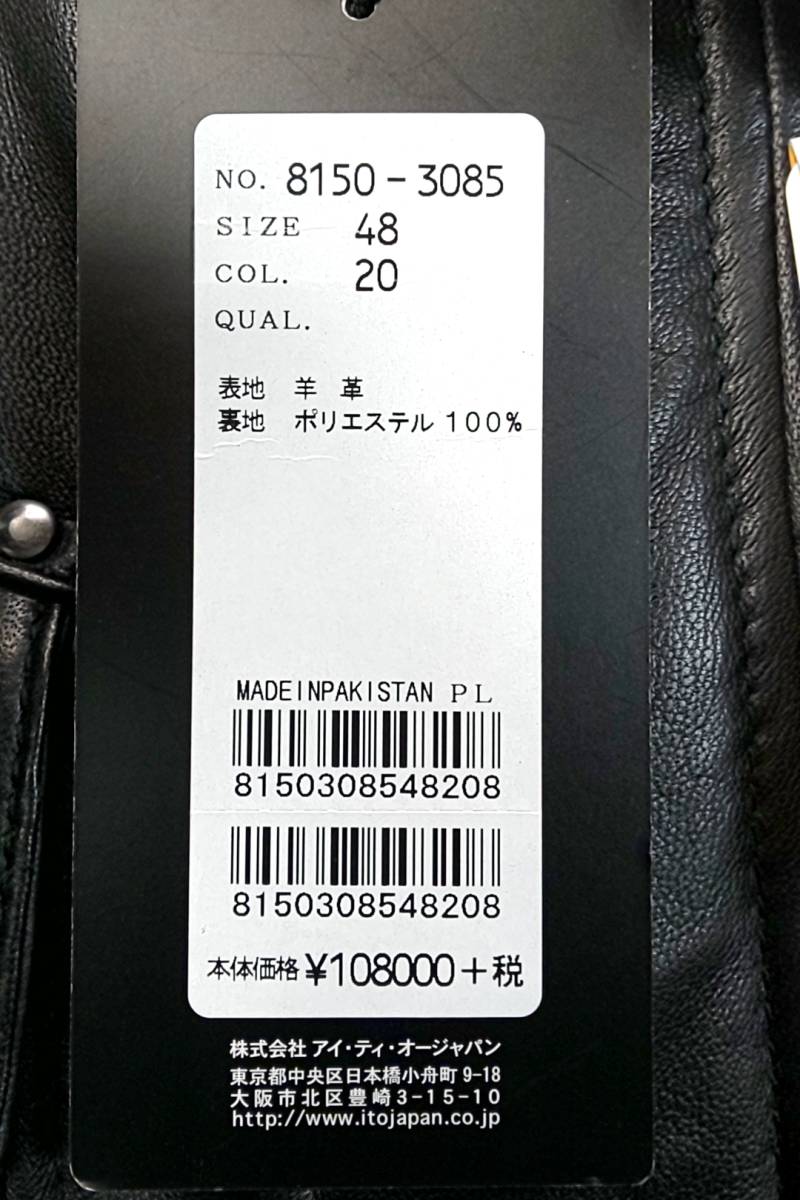 NO. 8150-3085
SIZE 48
COL. 20
QUAL.
表地 羊 革
裏地 ポリエステル 100%
MADEINPAKISTAN PL
8150308548208
8150308548208
本体価格 ¥108000+税
株式会社 アイ・ティ・オージャパン
東京都中央区日本橋小舟町9-18
大阪市北区豊崎3-15-10
http://www.itojapan.co.jp